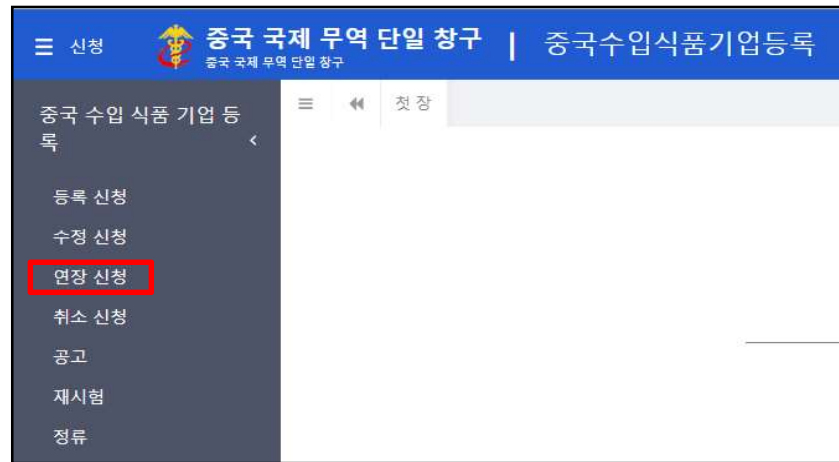 신청
중국 국제 무역 단일 창구 | 중국수입식품기업등록
중국 국제 무역 단일 창구
중국 수입 식품 기업 등
록
첫 장
등록 신청
수정 신청
연장 신청
취소 신청
공고
재시험
정류